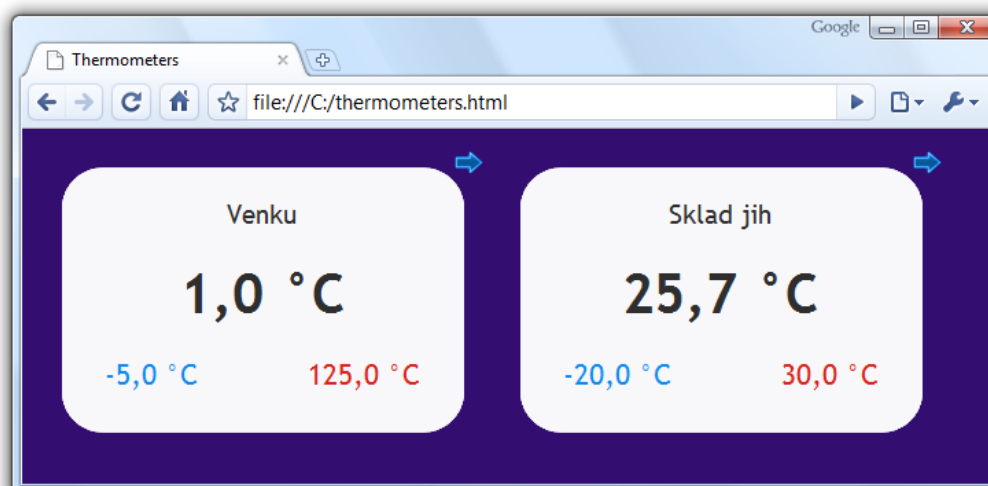 Google
Thermometers
file:///C:/thermometers.html
Venku
1,0 °C
-5,0 °C 125,0 °C
Sklad jih
25,7 °C
-20,0 °C 30,0 °C